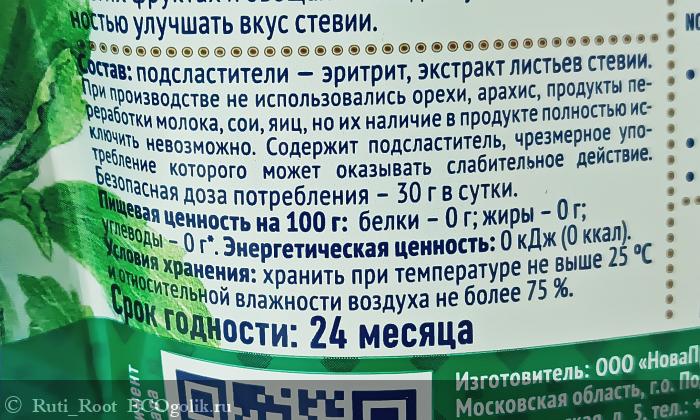 ностью улучшать вкус стевии.
Состав: подсластители – эритрит, экстракт листьев стевии.
При производстве не использовались орехи, арахис, продукты пе-
реработки молока, сои, яиц, но их наличие в продукте полностью ис-
ключить невозможно. Содержит подсластитель, чрезмерное упо-
требление которого может оказывать слабительное действие.
Безопасная доза потребления – 30 г в сутки.
Пищевая ценность на 100 г: белки – 0 г; жиры – 0 г;
углеводы – 0 г*. Энергетическая ценность: 0 кДж (0 ккал).
Условия хранения: хранить при температуре не выше 25 °С
и относительной влажности воздуха не более 75 %.
Срок годности: 24 месяца
Изготовитель: ООО «НоваП
Московская область, г.о. По
5, тел
© Ruti_Root ECOgolik.ru